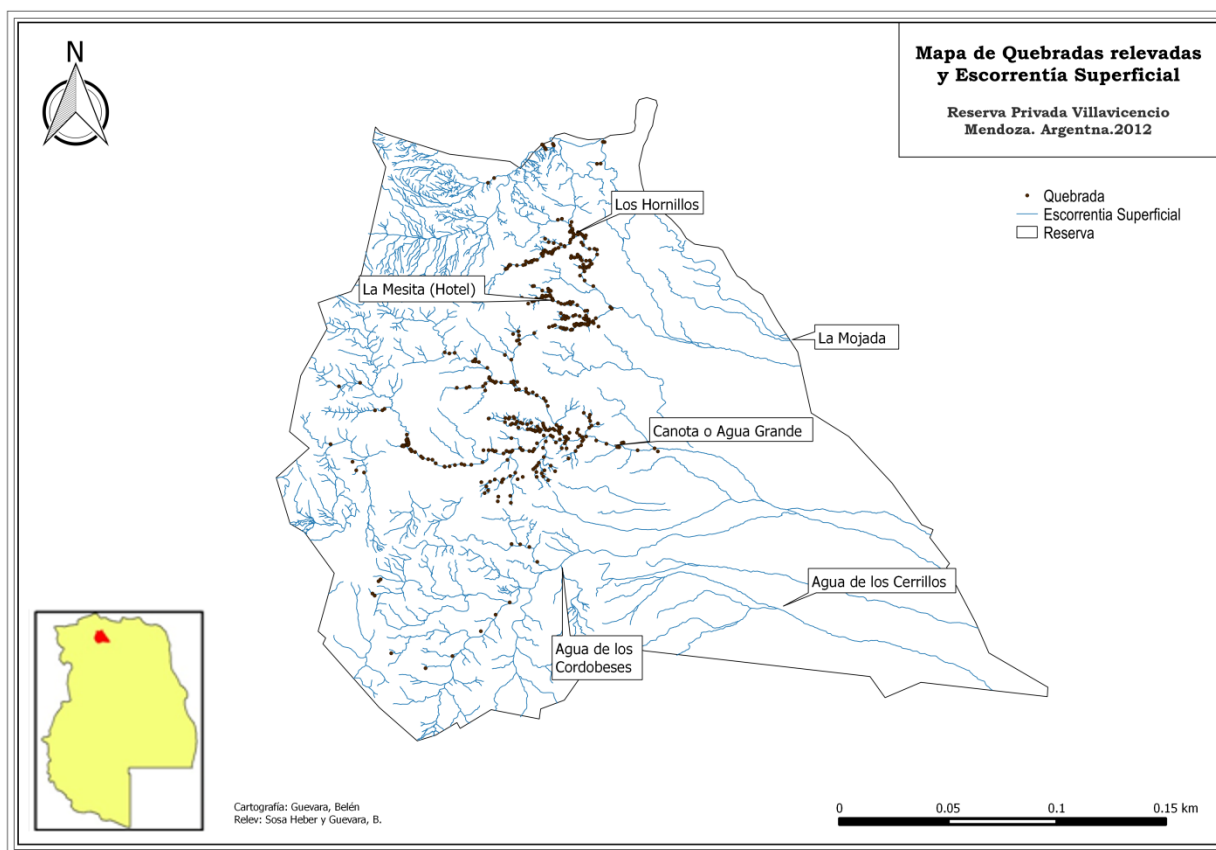 N
Mapa de Quebradas relevadas
y Escorrentía Superficial
Reserva Privada Villavicencio
Mendoza. Argentna.2012
Quebrada
Escorrentia Superficial
Reserva
Los Hornillos
La Mesita (Hotel)
La Mojada
Canota o Agua Grande
Agua de los Cerrillos
Agua de los
Cordobeses
Cartografía: Guevara, Belén
Relev: Sosa Heber y Guevara, B.
0 0.05 0.1 0.15 km